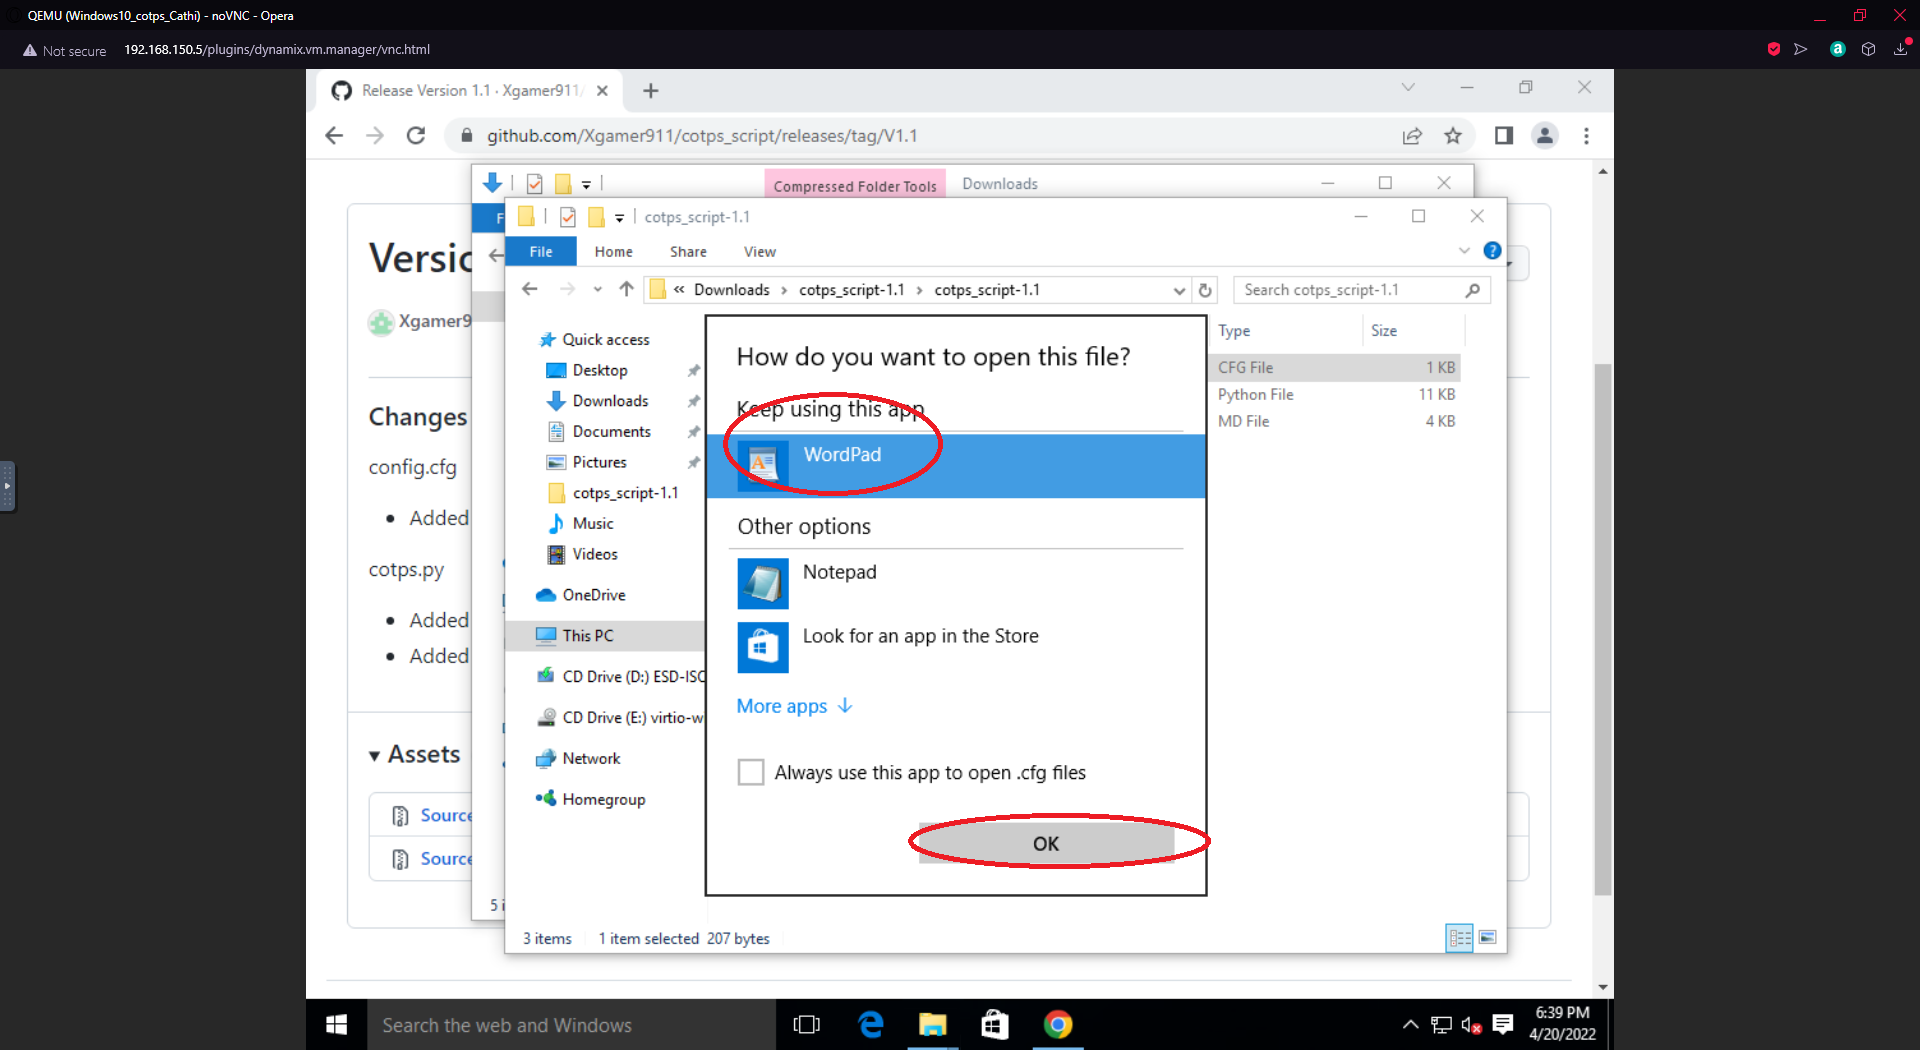 QEMU (Windows10_cotps_Cathi) - noVNC - Opera
Not secure 192.168.150.5/plugins/dynamix.vm.manager/vnc.html
Release Version 1.1 · Xgamer911/
github.com/Xgamer911/cotps_script/releases/tag/V1.1
Compressed Folder Tools Downloads
cotps_script-1.1
File Home Share View
« Downloads › cotps_script-1.1 › cotps_script-1.1
Search cotps_script-1.1
Versio
Xgamer9
Changes
config.cfg
• Added
cotps.py
• Added
• Added
Assets
Source
Source
5 i
Quick access
Desktop
Downloads
Documents
Pictures
cotps_script-1.1
Music
Videos
OneDrive
This PC
CD Drive (D:) ESD-ISO
CD Drive (E:) virtio-w
Network
Homegroup
How do you want to open this file?
Keep using this app
WordPad
Other options
Notepad
Look for an app in the Store
More apps
Always use this app to open .cfg files
OK
Type Size
CFG File 1 KB
Python File 11 KB
MD File 4 KB
3 items 1 item selected 207 bytes
Search the web and Windows
6:39 PM
4/20/2022